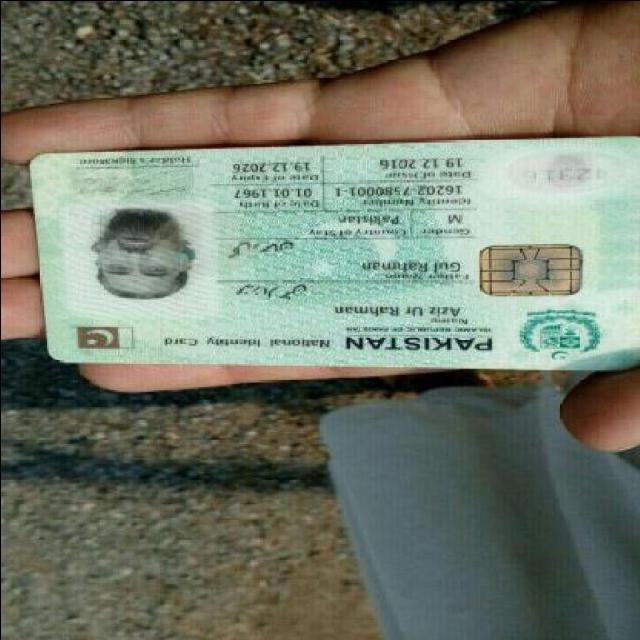 PAKISTAN National Identity Card
ISLAMIC REPUBLIC OF PAKISTAN
Name
Aziz Ur Rahman
Father Name
Gul Rahman
Gender Country of Stay
M Pakistan
Identity Number Date of Birth
16202-7580001-1 01.01.1967
Date of Issue Date of Expiry
19.12.2016 19.12.2026
Holder's Signature